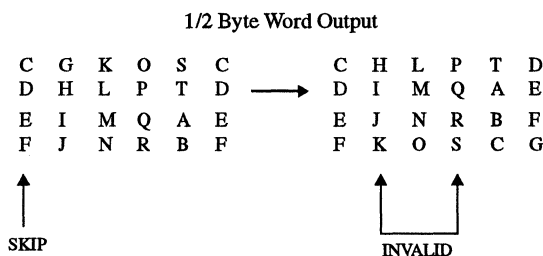 1/2 Byte Word Output
C G K O S C C H L P T D
D H L P T D D I M Q A E
E I M Q A E E J N R B F
F J N R B F F K O S C G
SKIP INVALID